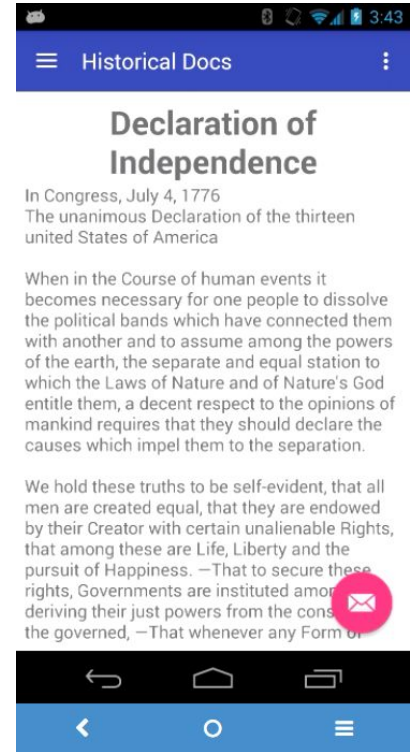 3:43
Historical Docs
Declaration of
Independence
In Congress, July 4, 1776
The unanimous Declaration of the thirteen
united States of America
When in the Course of human events it
becomes necessary for one people to dissolve
the political bands which have connected them
with another and to assume among the powers
of the earth, the separate and equal station to
which the Laws of Nature and of Nature's God
entitle them, a decent respect to the opinions of
mankind requires that they should declare the
causes which impel them to the separation.
We hold these truths to be self-evident, that all
men are created equal, that they are endowed
by their Creator with certain unalienable Rights,
that among these are Life, Liberty and the
pursuit of Happiness. —That to secure these
rights, Governments are instituted amon
deriving their just powers from the cons
the governed, —That whenever any Form of